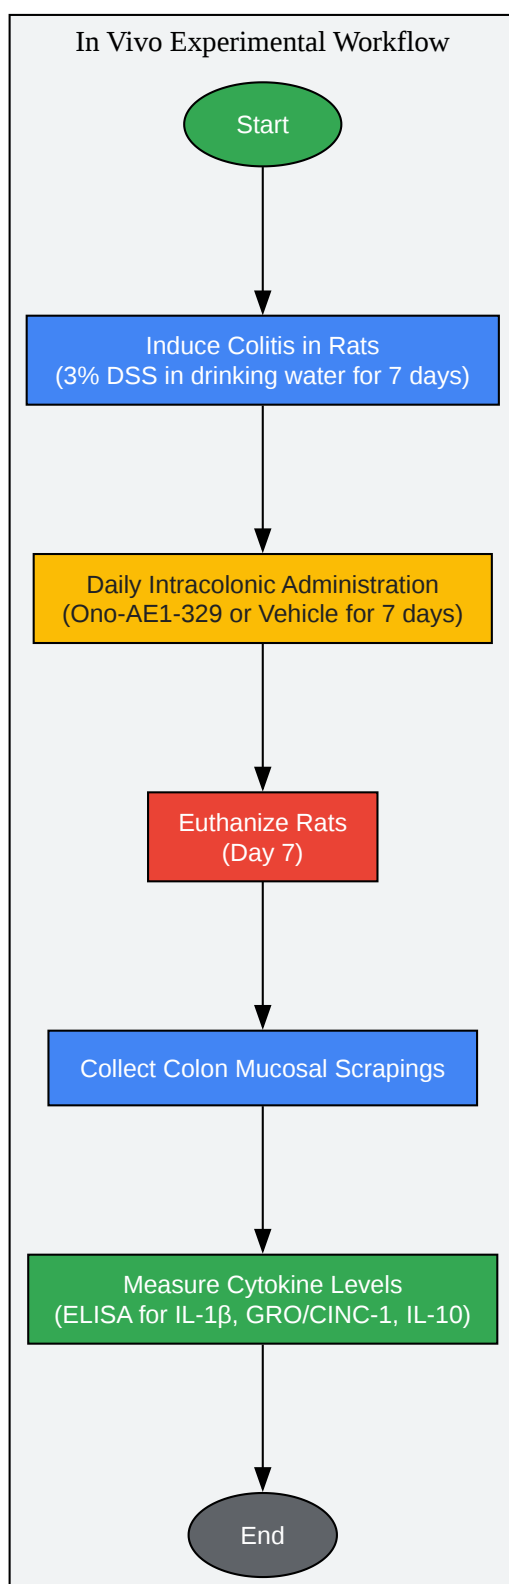 In Vivo Experimental Workflow
Start
Induce Colitis in Rats
(3% DSS in drinking water for 7 days)
Daily Intracolonic Administration
(Ono-AE1-329 or Vehicle for 7 days)
Euthanize Rats
(Day 7)
Collect Colon Mucosal Scrapings
Measure Cytokine Levels
(ELISA for IL-1β, GRO/CINC-1, IL-10)
End